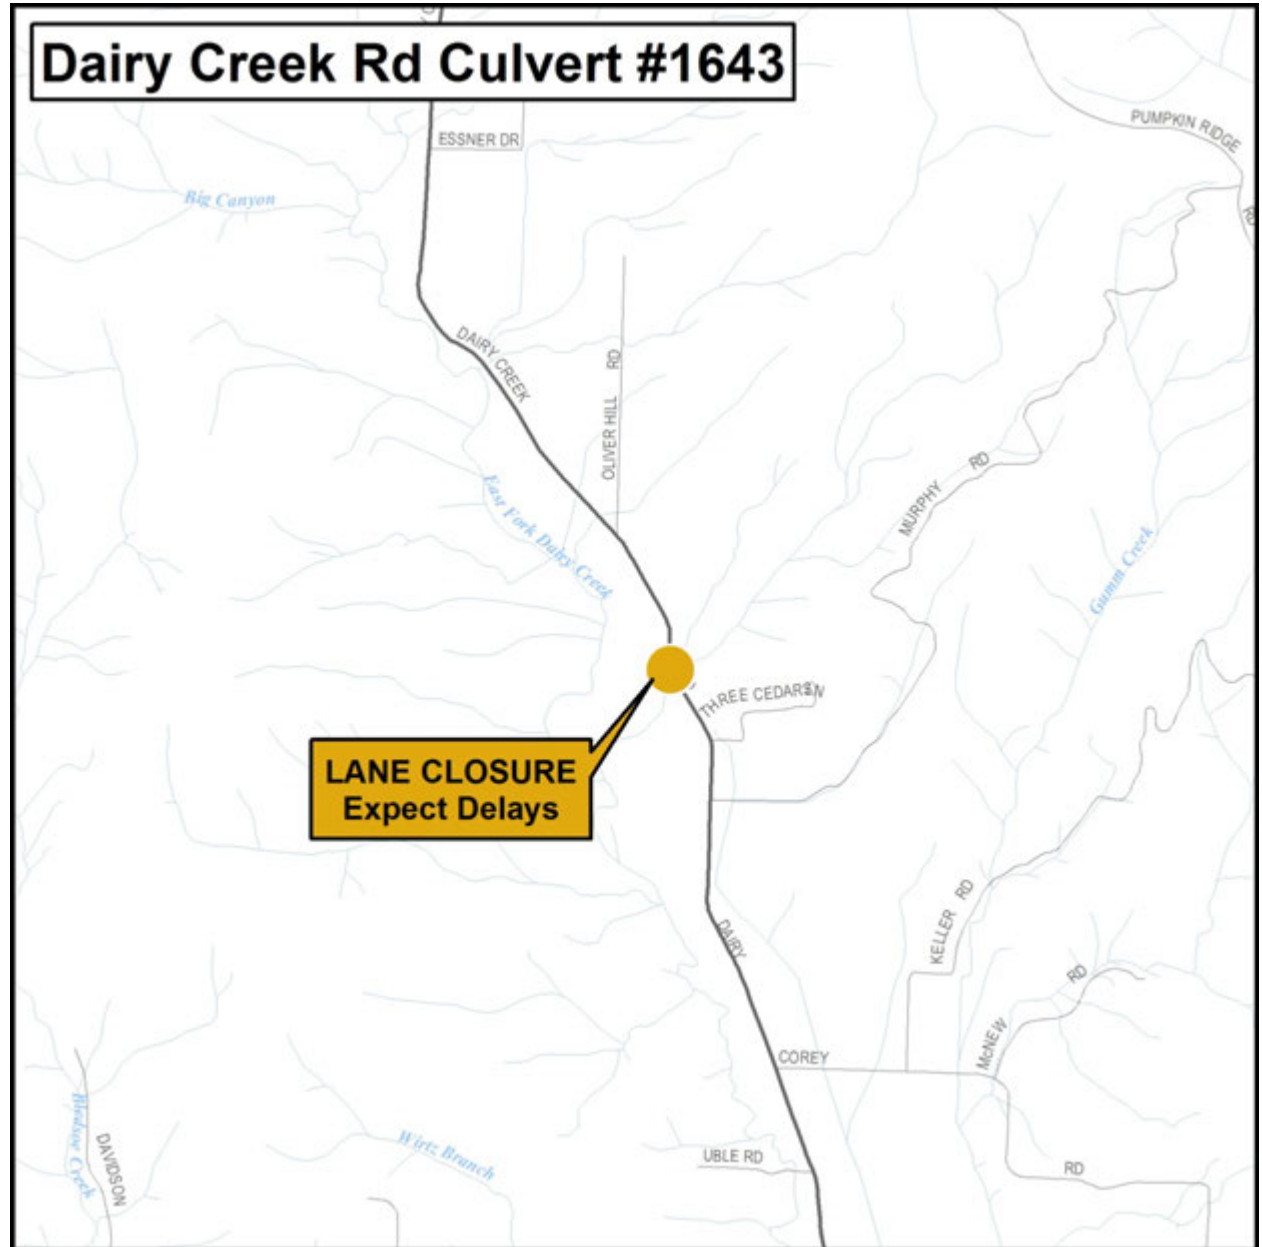 Dairy Creek Rd Culvert #1643
ESSNER DR
PUMPKIN RIDGE
RD
Big Canyon
DAIRY CREEK
OLIVER HILL RD
MURPHY RD
East Fork Dairy Creek
Gumm Creek
THREE CEDARS LN
LANE CLOSURE
Expect Delays
KELLER RD
DAIRY
RD
McNEW
COREY
Bledsoe Creek
DAVIDSON
Wirtz Branch
UBLE RD
RD